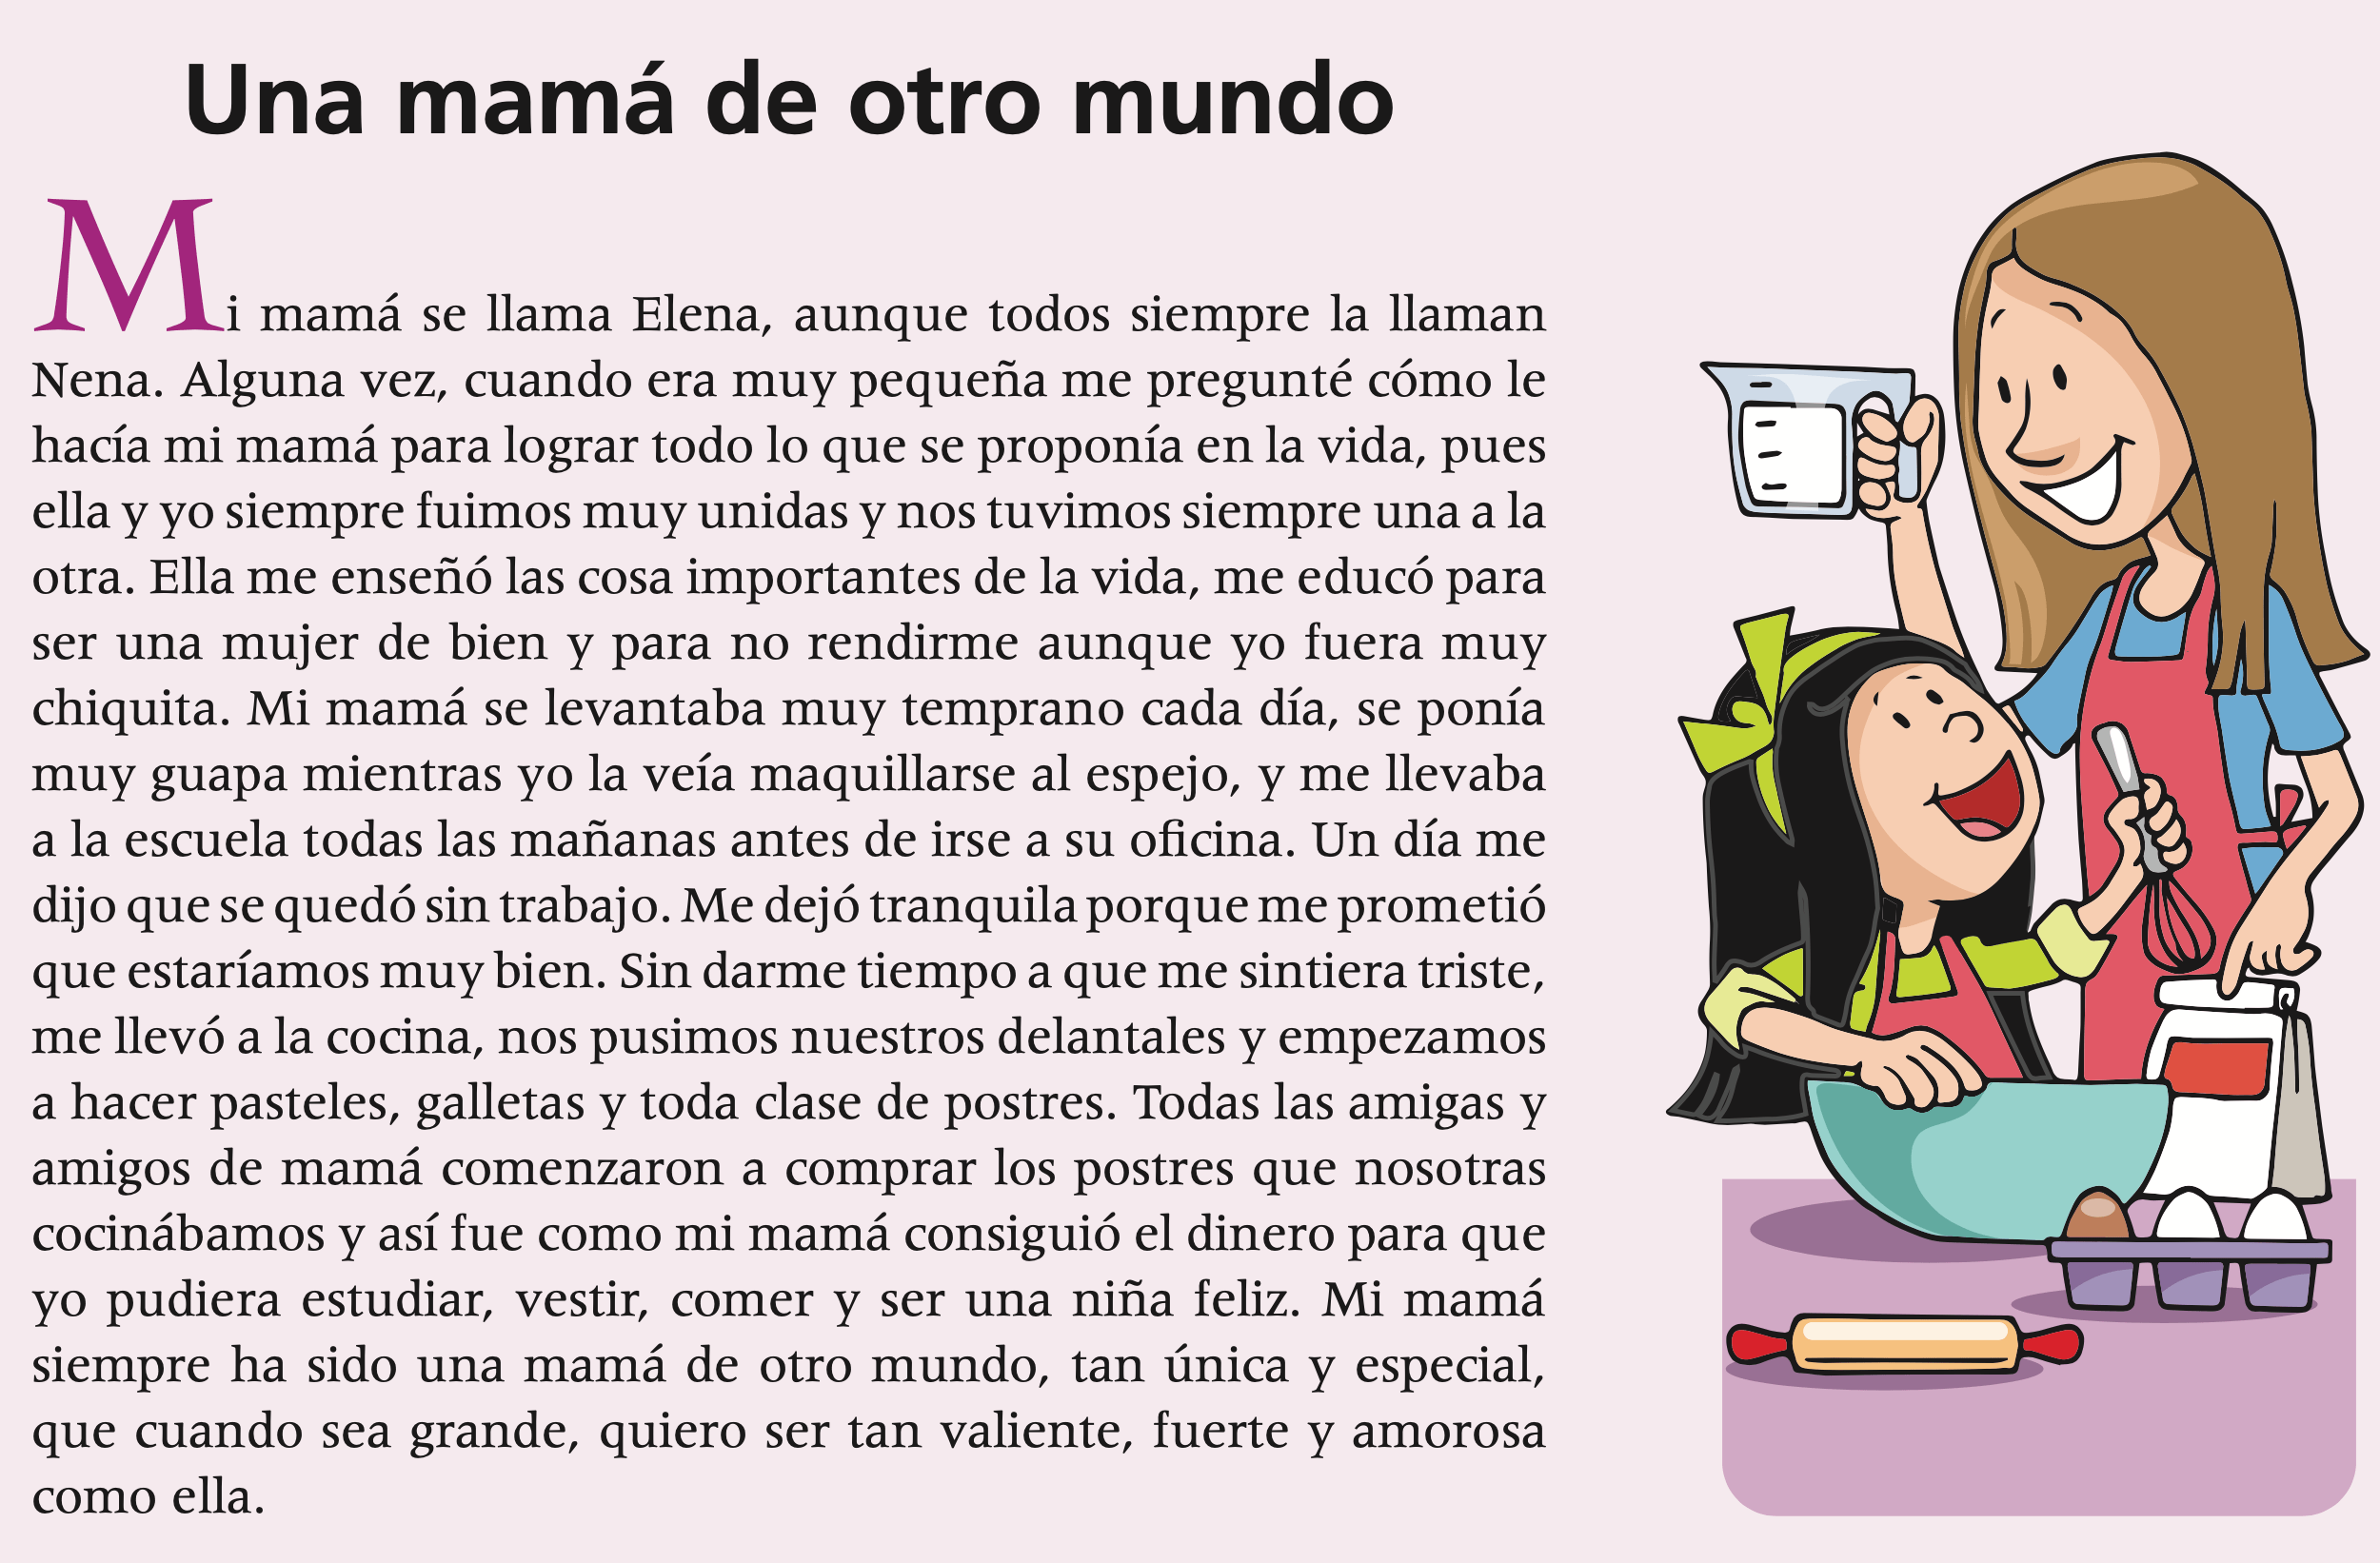 Una mamá de otro mundo
Mi mamá se llama Elena, aunque todos siempre la llaman
Nena. Alguna vez, cuando era muy pequeña me pregunté cómo le
hacía mi mamá para lograr todo lo que se proponía en la vida, pues
ella y yo siempre fuimos muy unidas y nos tuvimos siempre una a la
otra. Ella me enseñó las cosa importantes de la vida, me educó para
ser una mujer de bien y para no rendirme aunque yo fuera muy
chiquita. Mi mamá se levantaba muy temprano cada día, se ponía
muy guapa mientras yo la veía maquillarse al espejo, y me llevaba
a la escuela todas las mañanas antes de irse a su oficina. Un día me
dijo que se quedó sin trabajo. Me dejó tranquila porque me prometió
que estaríamos muy bien. Sin darme tiempo a que me sintiera triste,
me llevó a la cocina, nos pusimos nuestros delantales y empezamos
a hacer pasteles, galletas y toda clase de postres. Todas las amigas y
amigos de mamá comenzaron a comprar los postres que nosotras
cocinábamos y así fue como mi mamá consiguió el dinero para que
yo pudiera estudiar, vestir, comer y ser una niña feliz. Mi mamá
siempre ha sido una mamá de otro mundo, tan única y especial,
que cuando sea grande, quiero ser tan valiente, fuerte y amorosa
como ella.